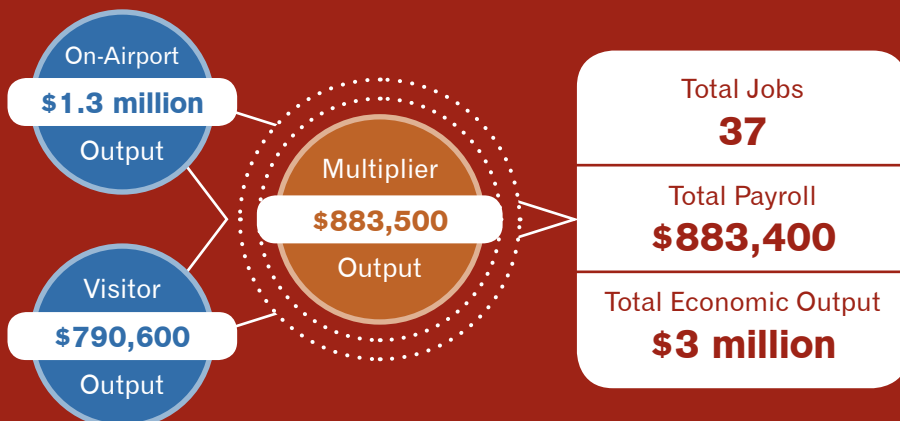 On-Airport
$1.3 million
Output
Visitor
$790,600
Output
Multiplier
$883,500
Output
Total Jobs
37
Total Payroll
$883,400
Total Economic Output
$3 million